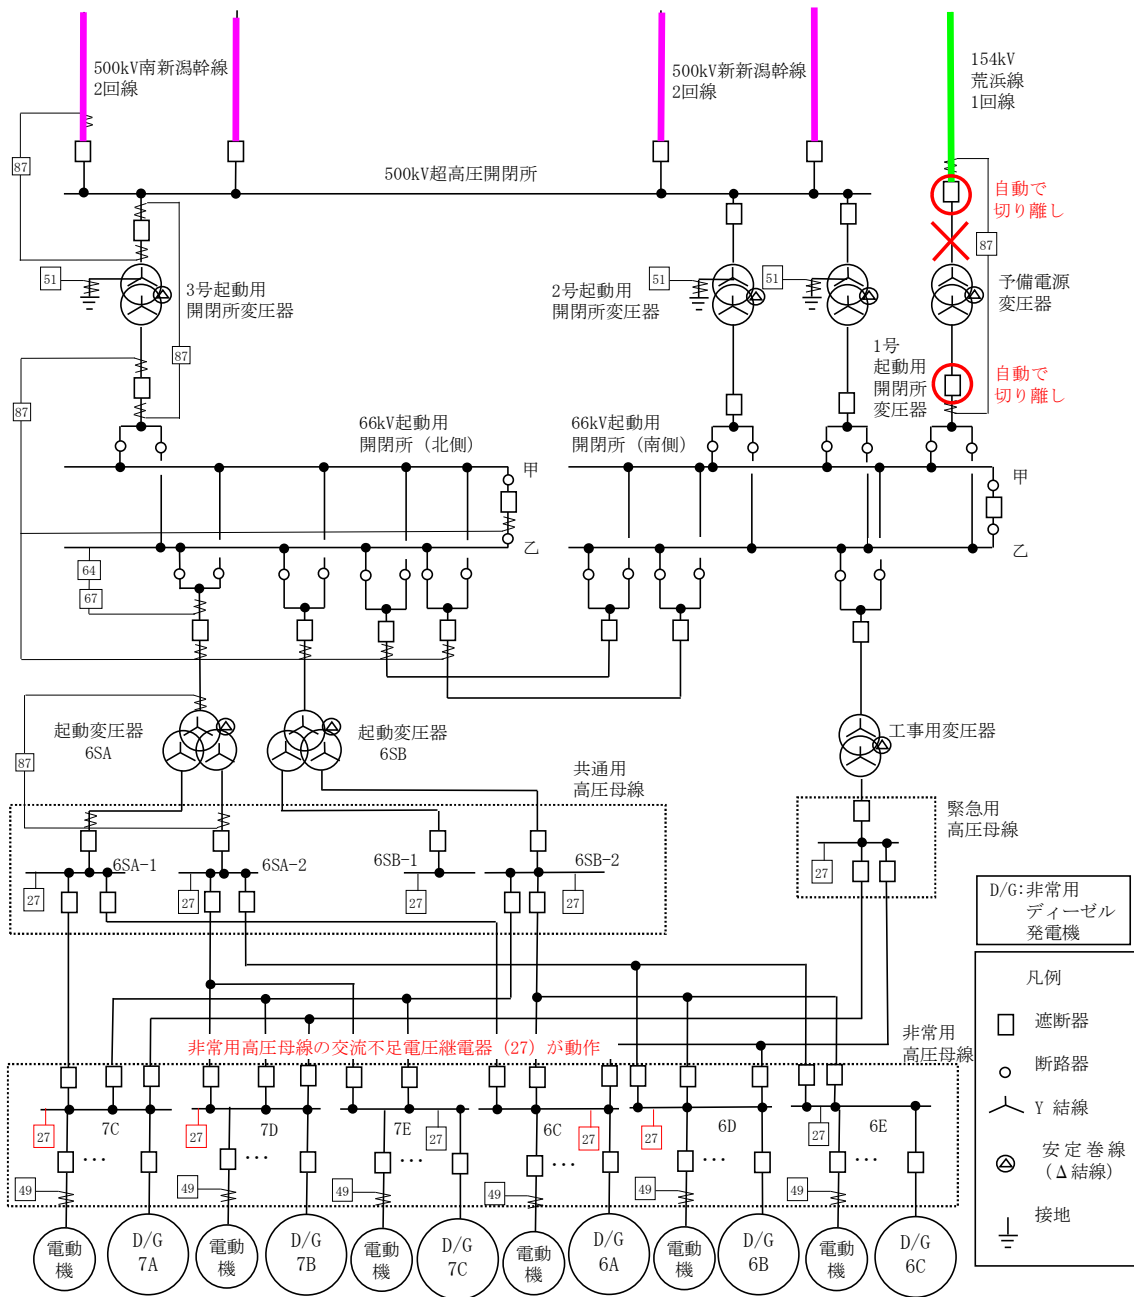 500kV南新潟幹線
2回線
500kV新新潟幹線
2回線
154kV
荒浜線
1回線
87
500kV超高圧開閉所
自動で
切り離し
87
51
3号起動用
開閉所変圧器
51
2号起動用
開閉所変圧器
51
予備電源
変圧器
87
1号
起動用
開閉所
変圧器
自動で
切り離し
87
66kV起動用
開閉所（北側）
66kV起動用
開閉所（南側）
甲
甲
乙
乙
64
67
起動変圧器
6SA
起動変圧器
6SB
工事用変圧器
87
共通用
高圧母線
緊急用
高圧母線
6SA-1
6SA-2
6SB-1
6SB-2
27
27
27
27
27
D/G:非常用
ディーゼル
発電機
凡例
遮断器
断路器
Y 結線
安定巻線
(Δ結線)
接地
非常用高圧母線の交流不足電圧継電器（27）が動作
非常用
高圧母線
7C
7D
7E
6C
6D
6E
27
27
27
27
27
27
…
…
…
…
…
…
49
49
49
49
49
49
電動
機
D/G
7A
電動
機
D/G
7B
電動
機
D/G
7C
電動
機
D/G
6A
電動
機
D/G
6B
電動
機
D/G
6C